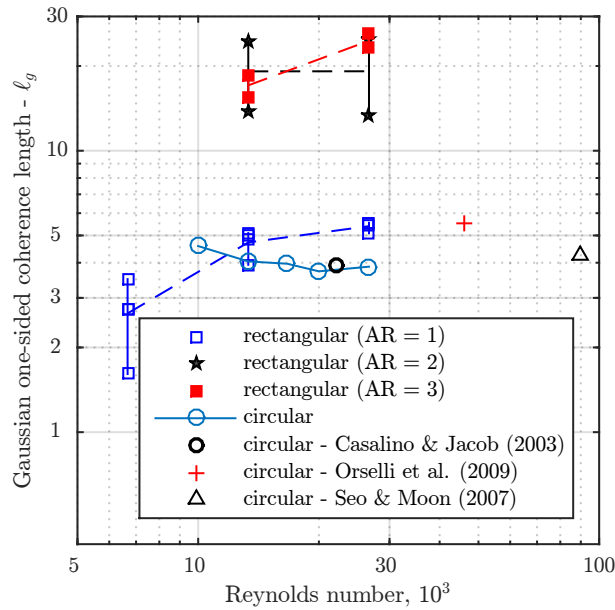 30
10
5
3
2
1
Gaussian one-sided coherence length - ℓ_g
rectangular (AR = 1)
rectangular (AR = 2)
rectangular (AR = 3)
circular
circular - Casalino & Jacob (2003)
circular - Orselli et al. (2009)
circular - Seo & Moon (2007)
5 10 30 100
Reynolds number, 10³